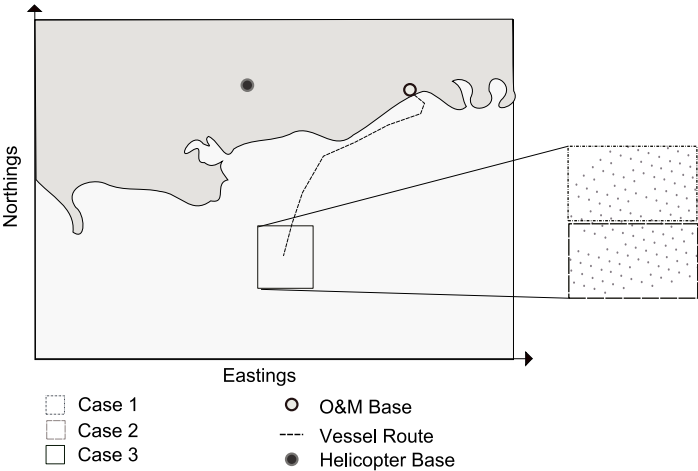 Northings
Eastings
Case 1
Case 2
Case 3
O&M Base
Vessel Route
Helicopter Base